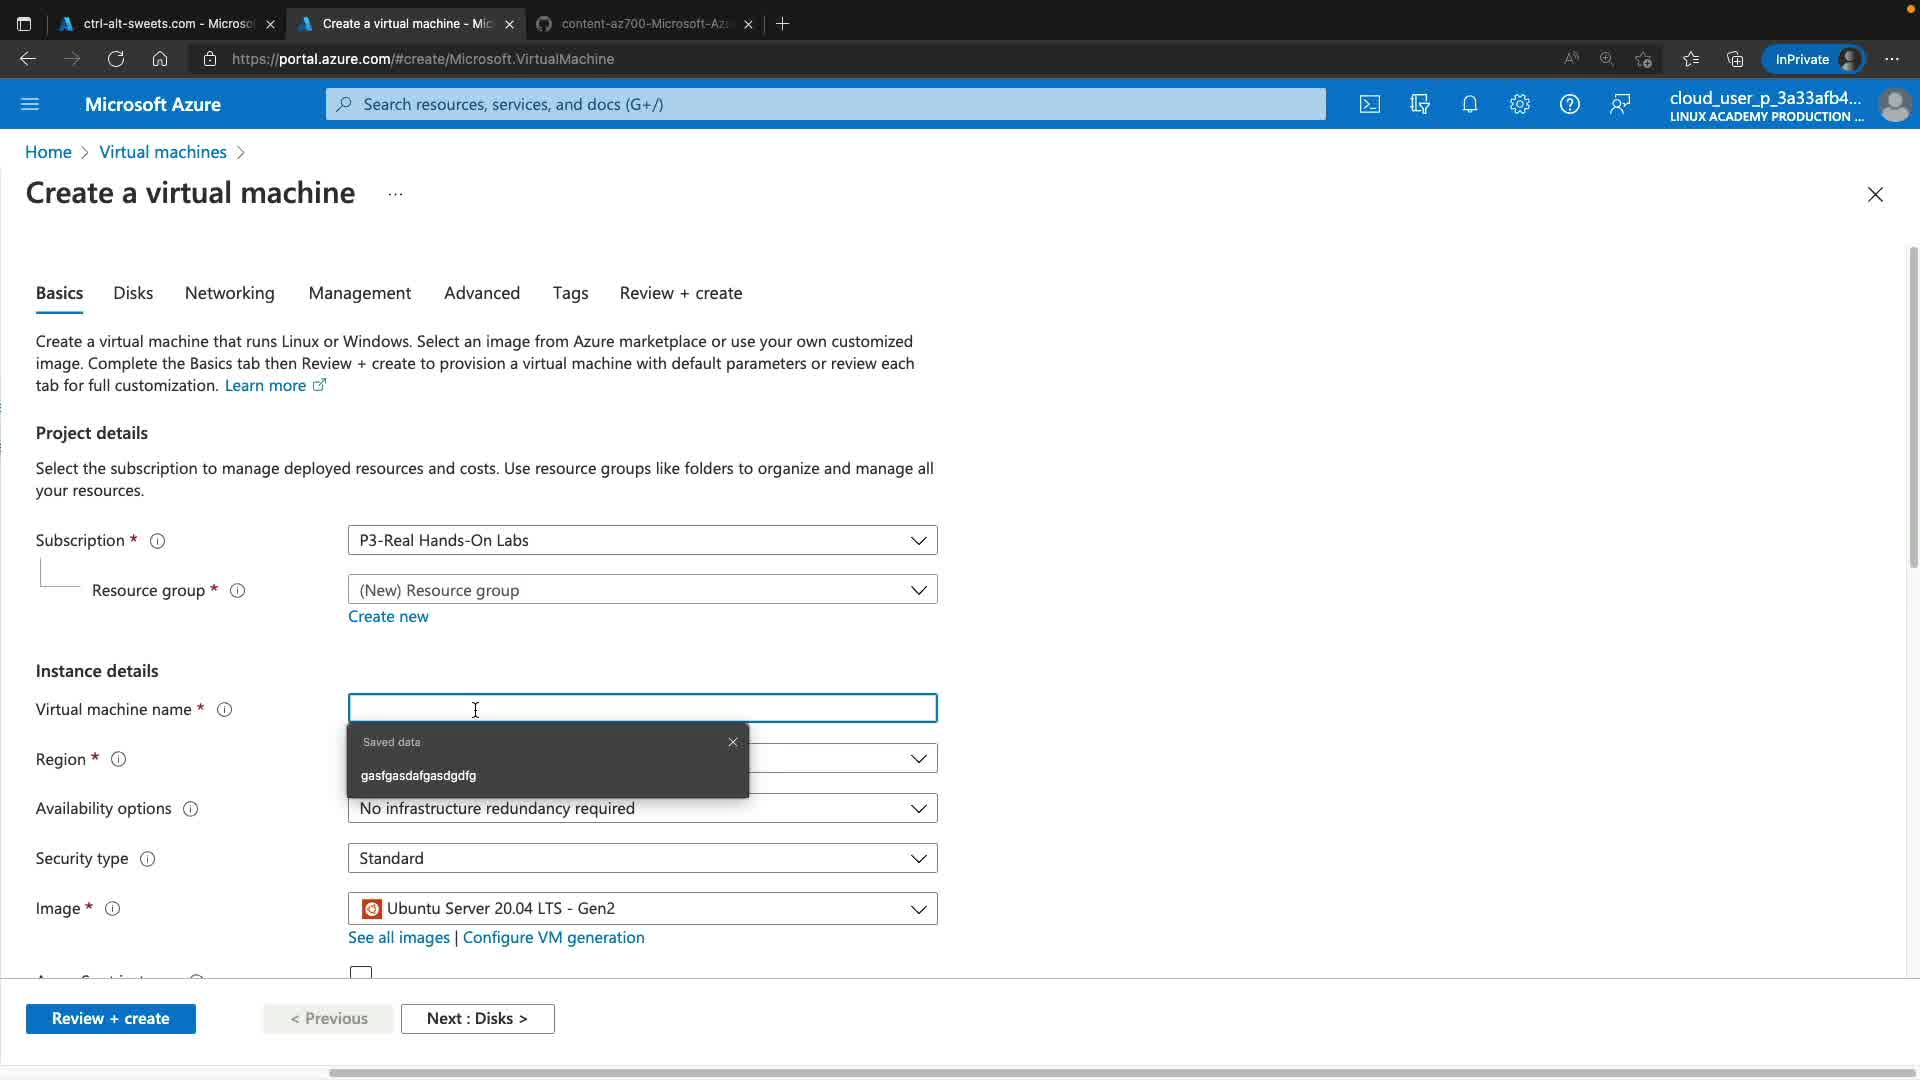 ctrl-alt-sweets.com - Microso
Create a virtual machine - Mic
content-az700-Microsoft-Az
https://portal.azure.com/#create/Microsoft.VirtualMachine
InPrivate
Microsoft Azure
Search resources, services, and docs (G+/)
cloud_user_p_3a33afb4...
LINUX ACADEMY PRODUCTION ...
Home > Virtual machines >
Create a virtual machine ...
Basics Disks Networking Management Advanced Tags Review + create
Create a virtual machine that runs Linux or Windows. Select an image from Azure marketplace or use your own customized
image. Complete the Basics tab then Review + create to provision a virtual machine with default parameters or review each
tab for full customization. Learn more
Project details
Select the subscription to manage deployed resources and costs. Use resource groups like folders to organize and manage all
your resources.
Subscription *
P3-Real Hands-On Labs
Resource group *
(New) Resource group
Create new
Instance details
Virtual machine name *
Saved data
gasfgasdafgasdgdfg
Region *
Availability options
No infrastructure redundancy required
Security type
Standard
Image *
Ubuntu Server 20.04 LTS - Gen2
See all images | Configure VM generation
Review + create
< Previous
Next : Disks >